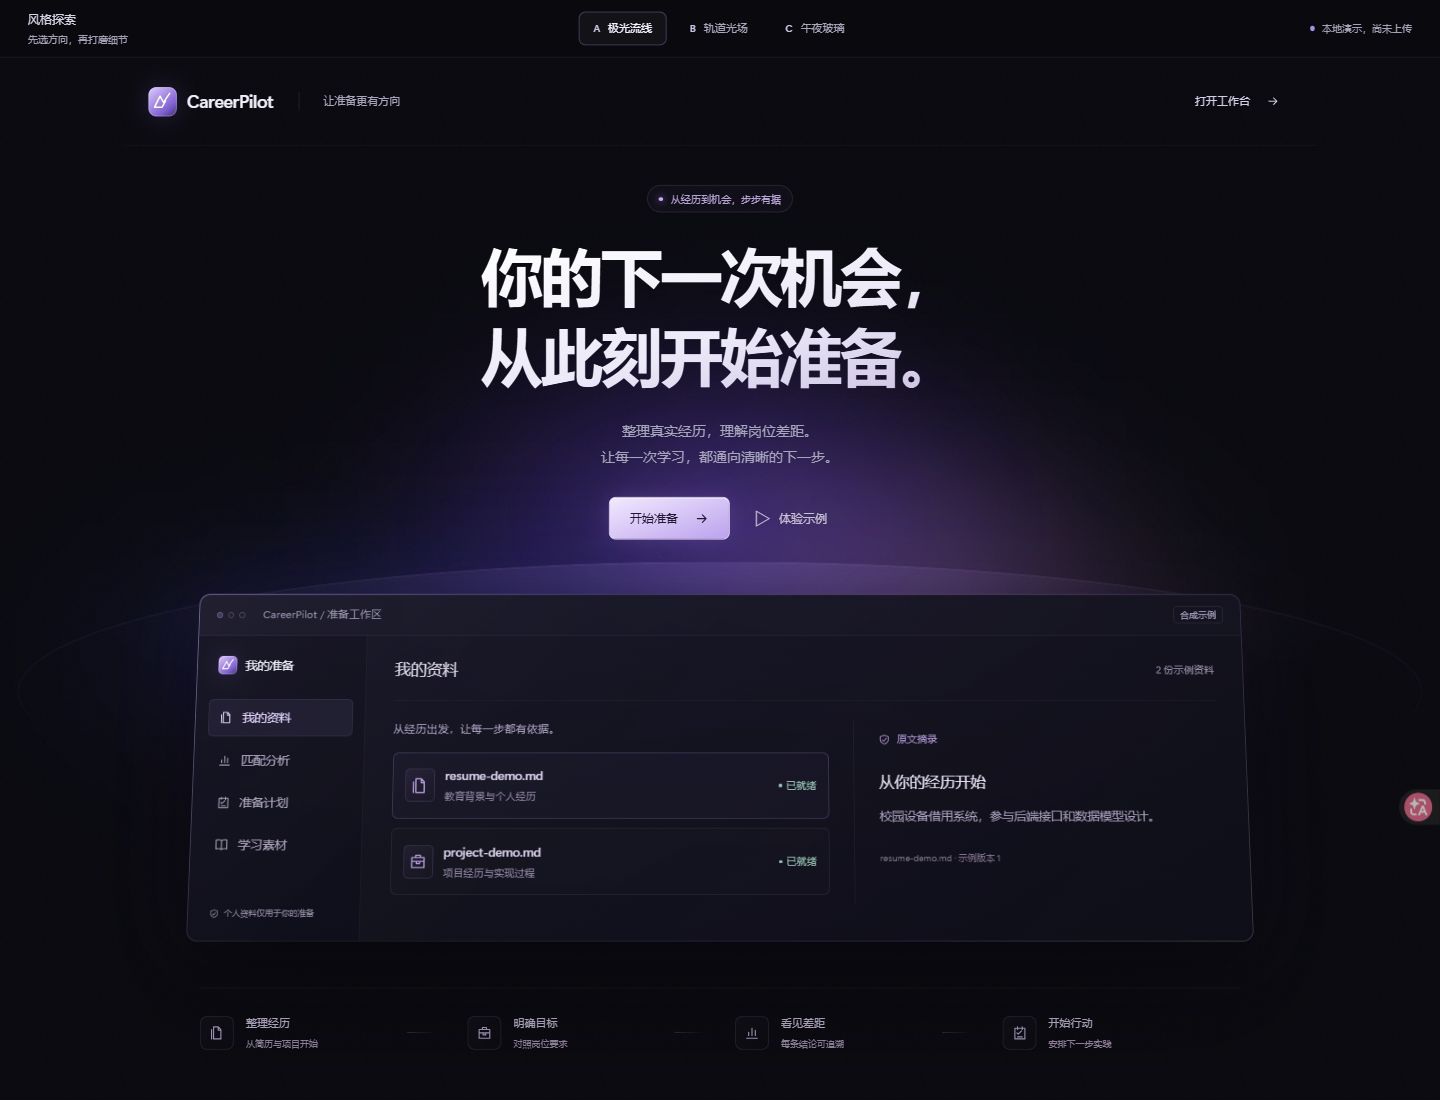 风格探索
先选方向，再打磨细节
A 极光流线
B 轨道光场
C 午夜玻璃
本地演示，尚未上传
CareerPilot
让准备更有方向
打开工作台 →
从经历到机会，步步有据
你的下一次机会，
从此刻开始准备。
整理真实经历，理解岗位差距。
让每一次学习，都通向清晰的下一步。
开始准备 →
体验示例
CareerPilot / 准备工作区
合成示例
我的准备
我的资料
匹配分析
准备计划
学习素材
个人资料仅用于你的准备
我的资料
2 份示例资料
从经历出发，让每一步都有依据。
resume-demo.md
教育背景与个人经历
已就绪
project-demo.md
项目经历与实现过程
已就绪
原文摘录
从你的经历开始
校园设备借用系统，参与后端接口和数据模型设计。
resume-demo.md · 示例版本 1
整理经历
从简历与项目开始
明确目标
对照岗位要求
看见差距
每条结论可追溯
开始行动
安排下一步实践